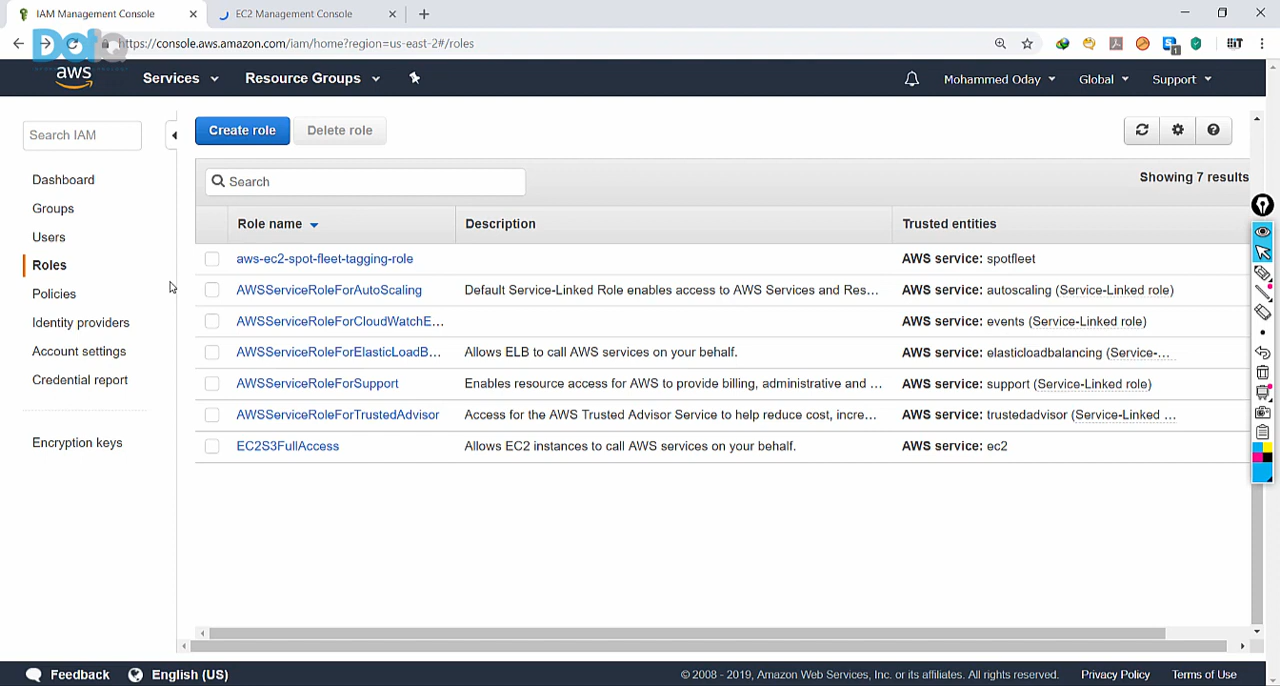 IAM Management Console
EC2 Management Console
https://console.aws.amazon.com/iam/home?region=us-east-2#/roles
aws
Services
Resource Groups
Mohammed Oday
Global
Support
Search IAM
Create role
Delete role
Search
Showing 7 results
Dashboard
Groups
Users
Roles
Policies
Identity providers
Account settings
Credential report
Encryption keys
Role name Description Trusted entities
aws-ec2-spot-fleet-tagging-role AWS service: spotfleet
AWSServiceRoleForAutoScaling Default Service-Linked Role enables access to AWS Services and Res... AWS service: autoscaling (Service-Linked role)
AWSServiceRoleForCloudWatchE... AWS service: events (Service-Linked role)
AWSServiceRoleForElasticLoadB... Allows ELB to call AWS services on your behalf. AWS service: elasticloadbalancing (Service-...
AWSServiceRoleForSupport Enables resource access for AWS to provide billing, administrative and ... AWS service: support (Service-Linked role)
AWSServiceRoleForTrustedAdvisor Access for the AWS Trusted Advisor Service to help reduce cost, incre... AWS service: trustedadvisor (Service-Linked ...
EC2S3FullAccess Allows EC2 instances to call AWS services on your behalf. AWS service: ec2
Feedback
English (US)
© 2008 - 2019, Amazon Web Services, Inc. or its affiliates. All rights reserved.
Privacy Policy
Terms of Use